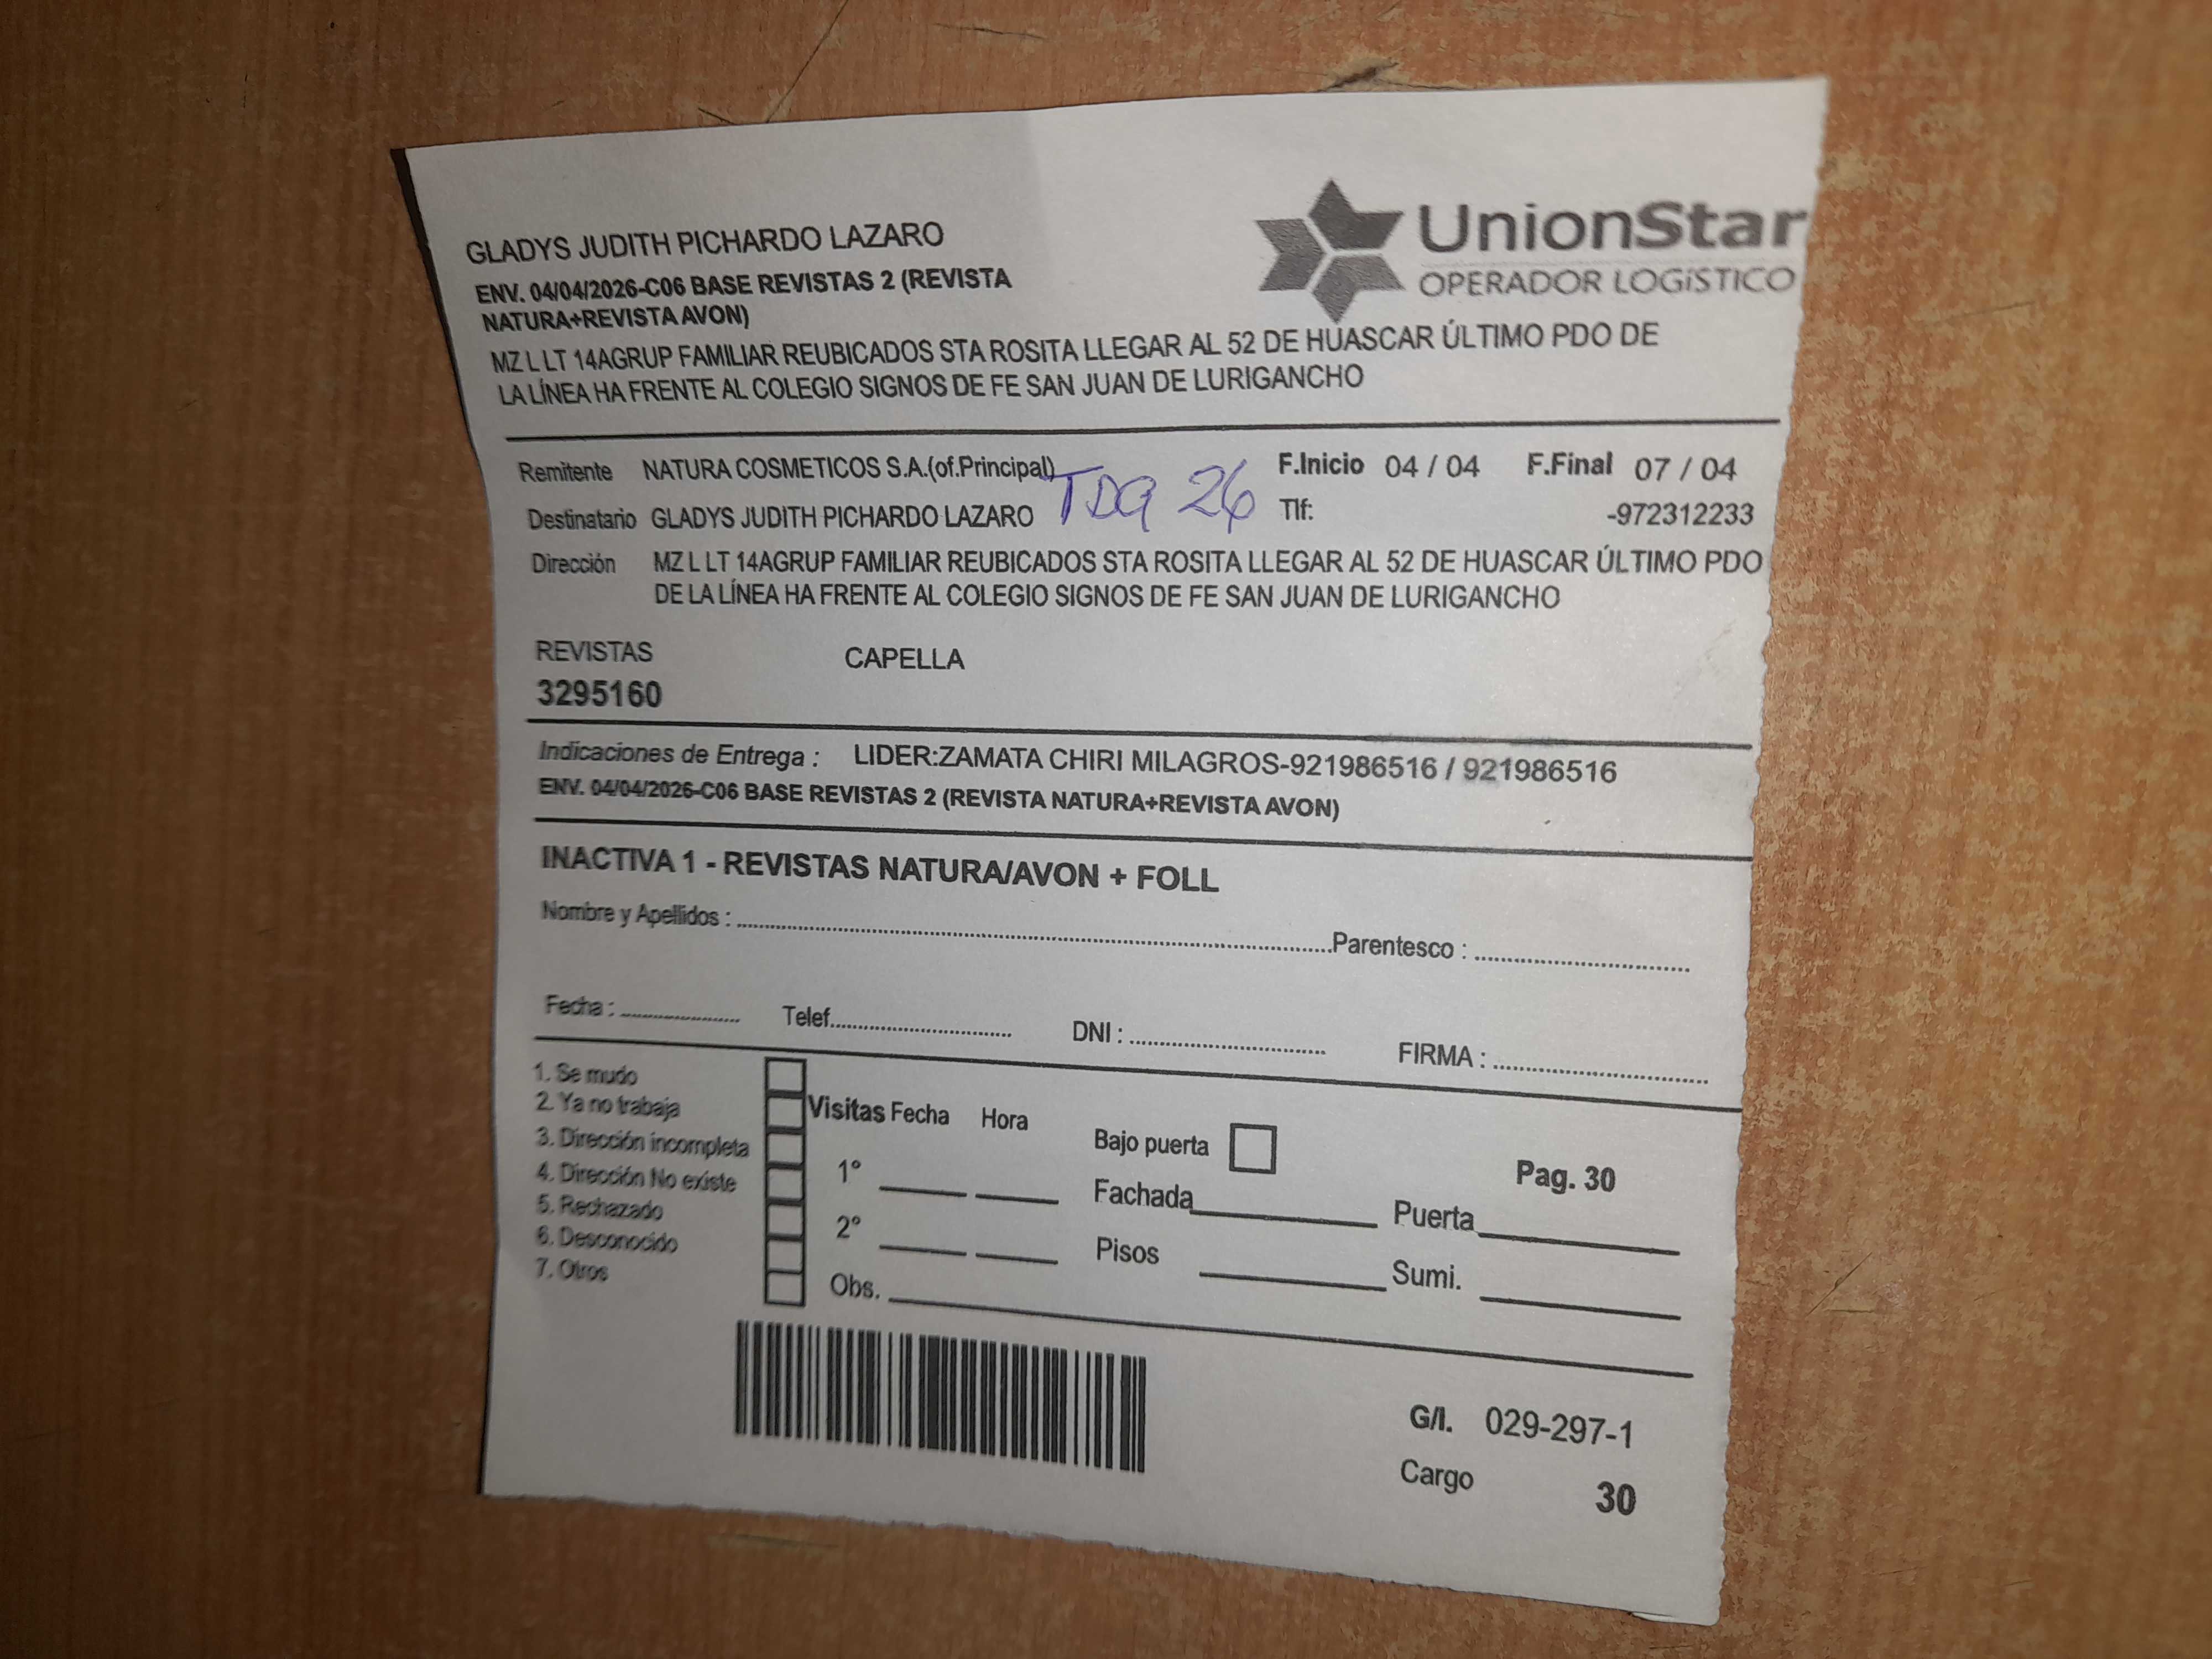 GLADYS JUDITH PICHARDO LAZARO
UnionStar
OPERADOR LOGíSTICO
ENV. 04/04/2026-C06 BASE REVISTAS 2 (REVISTA
NATURA+REVISTA AVON)
MZ L LT 14AGRUP FAMILIAR REUBICADOS STA ROSITA LLEGAR AL 52 DE HUASCAR ÚLTIMO PDO DE
LA LÍNEA HA FRENTE AL COLEGIO SIGNOS DE FE SAN JUAN DE LURIGANCHO
Remitente NATURA COSMETICOS S.A.(of.Principal) F.Inicio 04 / 04 F.Final 07 / 04
Destinatario GLADYS JUDITH PICHARDO LAZARO 26 Tlf: -972312233
Dirección MZ L LT 14AGRUP FAMILIAR REUBICADOS STA ROSITA LLEGAR AL 52 DE HUASCAR ÚLTIMO PDO
DE LA LÍNEA HA FRENTE AL COLEGIO SIGNOS DE FE SAN JUAN DE LURIGANCHO
REVISTAS CAPELLA
3295160
Indicaciones de Entrega : LIDER:ZAMATA CHIRI MILAGROS-921986516 / 921986516
ENV. 04/04/2026-C06 BASE REVISTAS 2 (REVISTA NATURA+REVISTA AVON)
INACTIVA 1 - REVISTAS NATURA/AVON + FOLL
Nombre y Apellidos : Parentesco :
Fecha : Telef. DNI : FIRMA :
1. Se mudo
2. Ya no trabaja
3. Dirección incompleta
4. Dirección No existe
5. Rechazado
6. Desconocido
7. Otros
Visitas Fecha Hora
1°
2°
Obs.
Bajo puerta
Fachada Puerta
Pisos Sumi.
Pag. 30
G/I. 029-297-1
Cargo 30